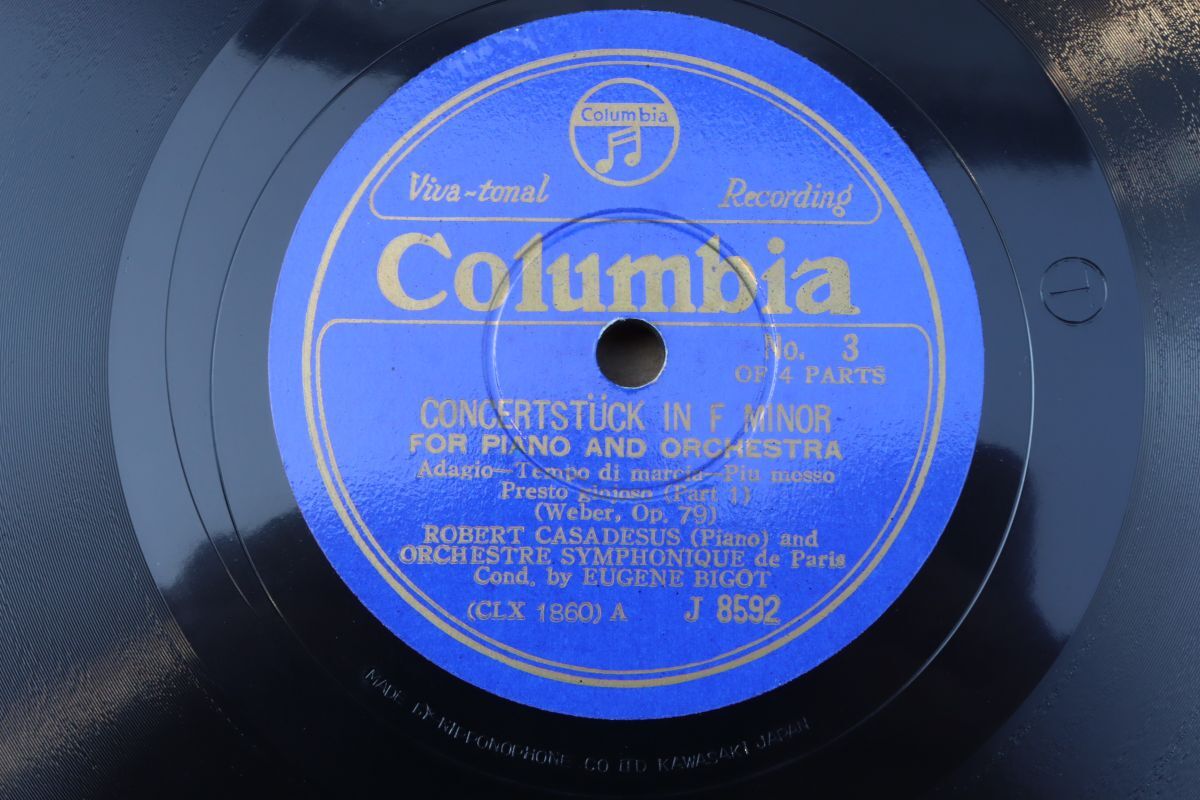 Columbia
Viva-tonal Recording
Columbia
No. 3
OF 4 PARTS
CONCERTSTÜCK IN F MINOR
FOR PIANO AND ORCHESTRA
Adagio—Tempo di marcia—Piu mosso
Presto giojoso (Part 1)
(Weber, Op. 79)
ROBERT CASADESUS (Piano) and
ORCHESTRE SYMPHONIQUE de Paris
Cond. by EUGENE BIGOT
(CLX 1860) A J 8592
MADE BY NIPPONOPHONE CO LTD KAWASAKI JAPAN
1